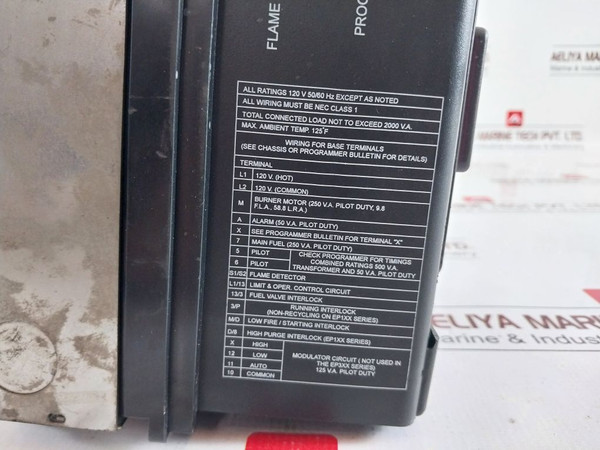 FLAME
PROG
ALL RATINGS 120 V 50/60 Hz EXCEPT AS NOTED
ALL WIRING MUST BE NEC CLASS 1
TOTAL CONNECTED LOAD NOT TO EXCEED 2000 V.A.
MAX. AMBIENT TEMP. 125°F
WIRING FOR BASE TERMINALS
(SEE CHASSIS OR PROGRAMMER BULLETIN FOR DETAILS)
TERMINAL
L1 120 V. (HOT)
L2 120 V. (COMMON)
M BURNER MOTOR (250 V.A. PILOT DUTY, 9.8
F.L.A., 58.8 L.R.A.)
A ALARM (50 V.A. PILOT DUTY)
X SEE PROGRAMMER BULLETIN FOR TERMINAL "X"
7 MAIN FUEL (250 V.A. PILOT DUTY)
5 PILOT
6 PILOT
CHECK PROGRAMMER FOR TIMINGS
COMBINED RATINGS 500 V.A.
TRANSFORMER AND 50 V.A. PILOT DUTY
S1/S2 FLAME DETECTOR
L1/13 LIMIT & OPER. CONTROL CIRCUIT
13/3 FUEL VALVE INTERLOCK
3/P RUNNING INTERLOCK
(NON-RECYCLING ON EP1XX SERIES)
M/D LOW FIRE / STARTING INTERLOCK
D/8 HIGH PURGE INTERLOCK (EP1XX SERIES)
X HIGH
12 LOW
11 AUTO
10 COMMON
MODULATOR CIRCUIT ( NOT USED IN
THE EP3XX SERIES)
125 V.A. PILOT DUTY
AELIYA MARINE
Marine & Industrial
MARINE TECH PVT. LTD.
AELIYA MARINE